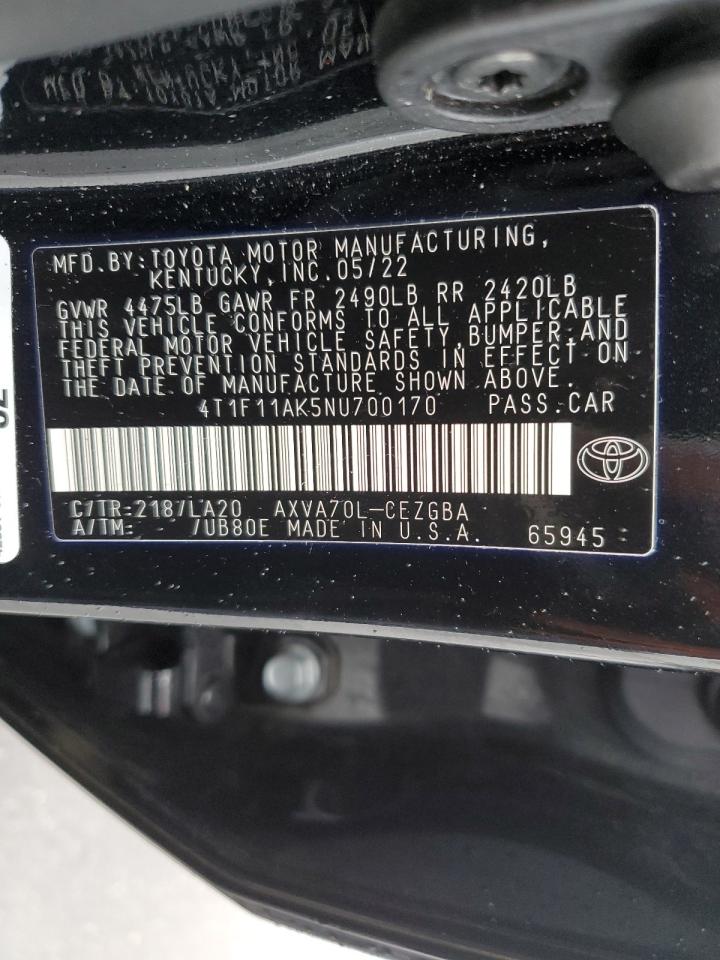 MFD. BY: TOYOTA MOTOR MANUFACTURING,
KENTUCKY, INC. 05/22
GVWR 4475LB GAWR FR 2490LB RR 2420LB
THIS VEHICLE CONFORMS TO ALL APPLICABLE
FEDERAL MOTOR VEHICLE SAFETY, BUMPER, AND
THEFT PREVENTION STANDARDS IN EFFECT ON
THE DATE OF MANUFACTURE SHOWN ABOVE.
4T1F11AK5NU700170 PASS. CAR
C/TR: 218/LA20 AXVA70L-CEZGBA
A/TM: /UB80E MADE IN U.S.A. 65945